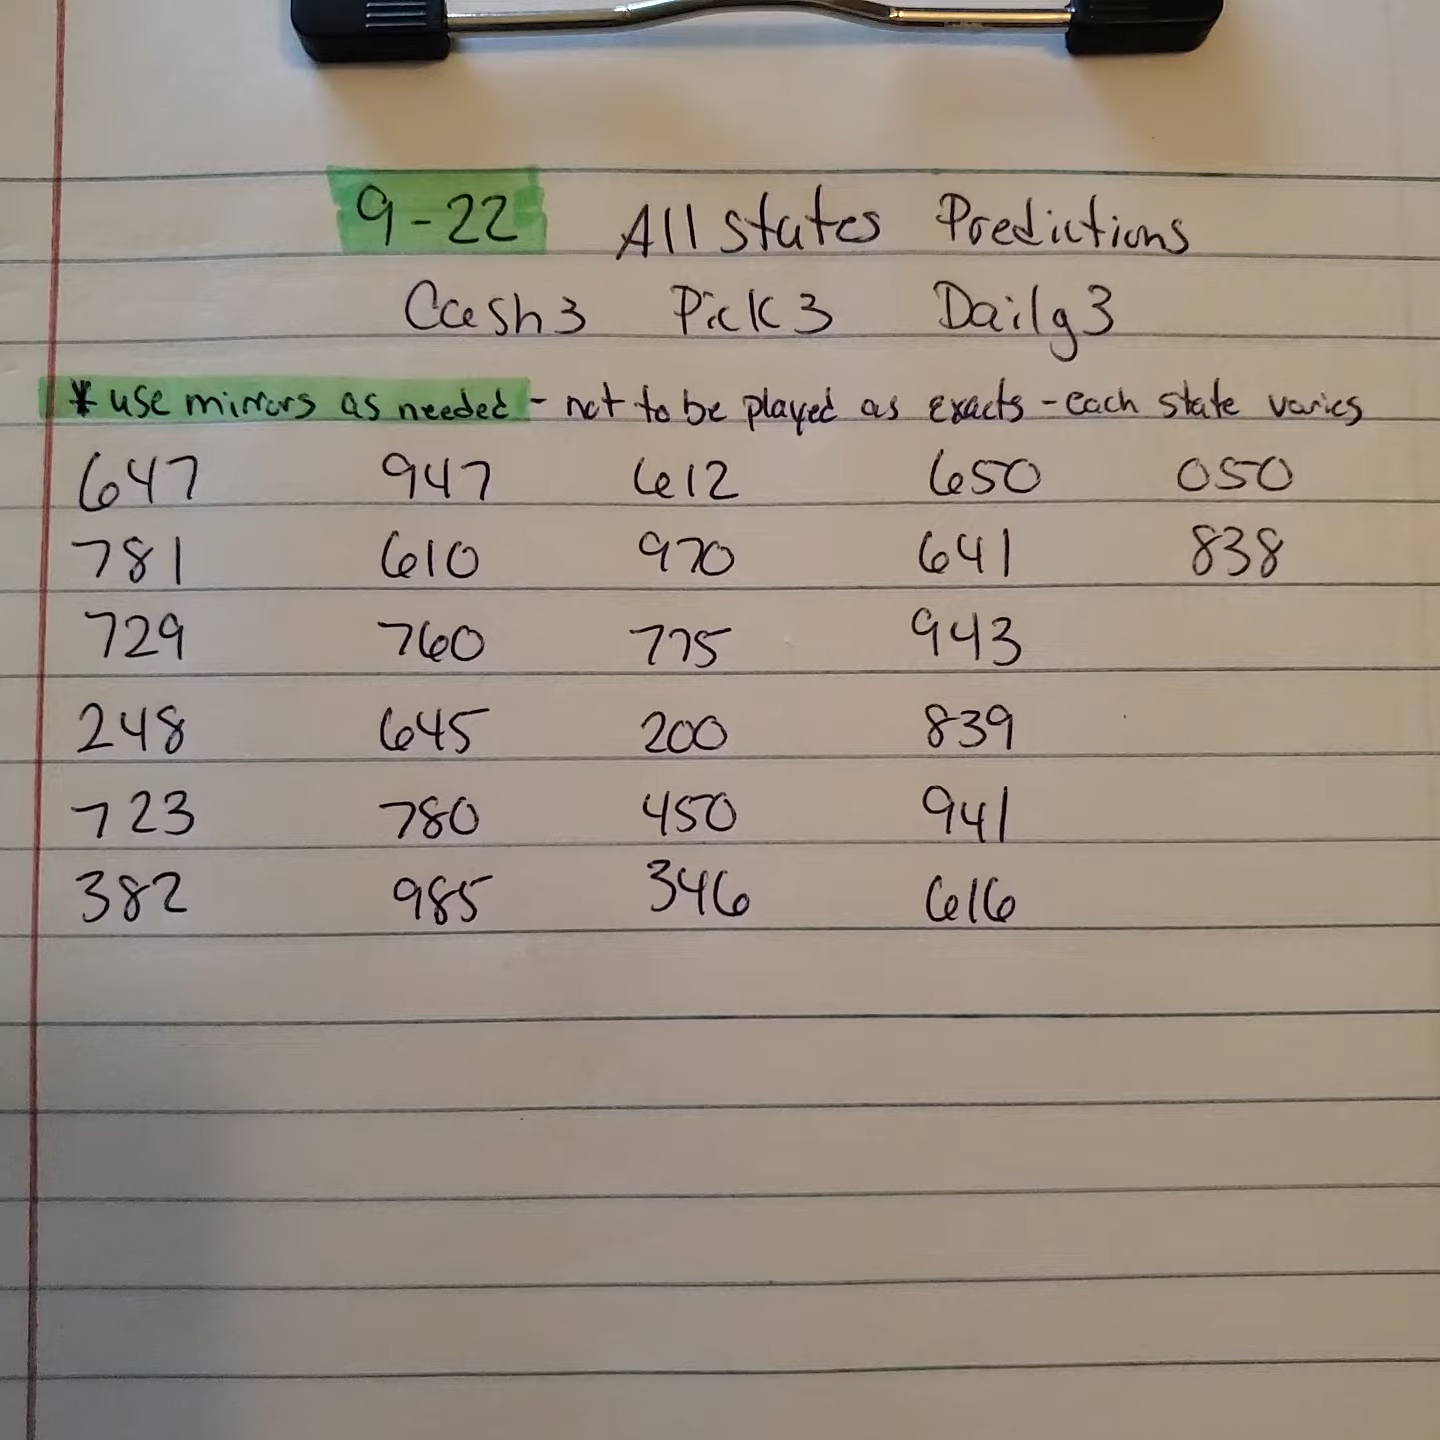 9-22 All states Predictions
Cash3 Pick3 Daily3
* use mirrors as needed - not to be played as exacts - each state varies
647 947 612 650 050
781 610 970 641 838
729 760 775 943
248 645 200 839
723 780 450 941
382 985 346 616